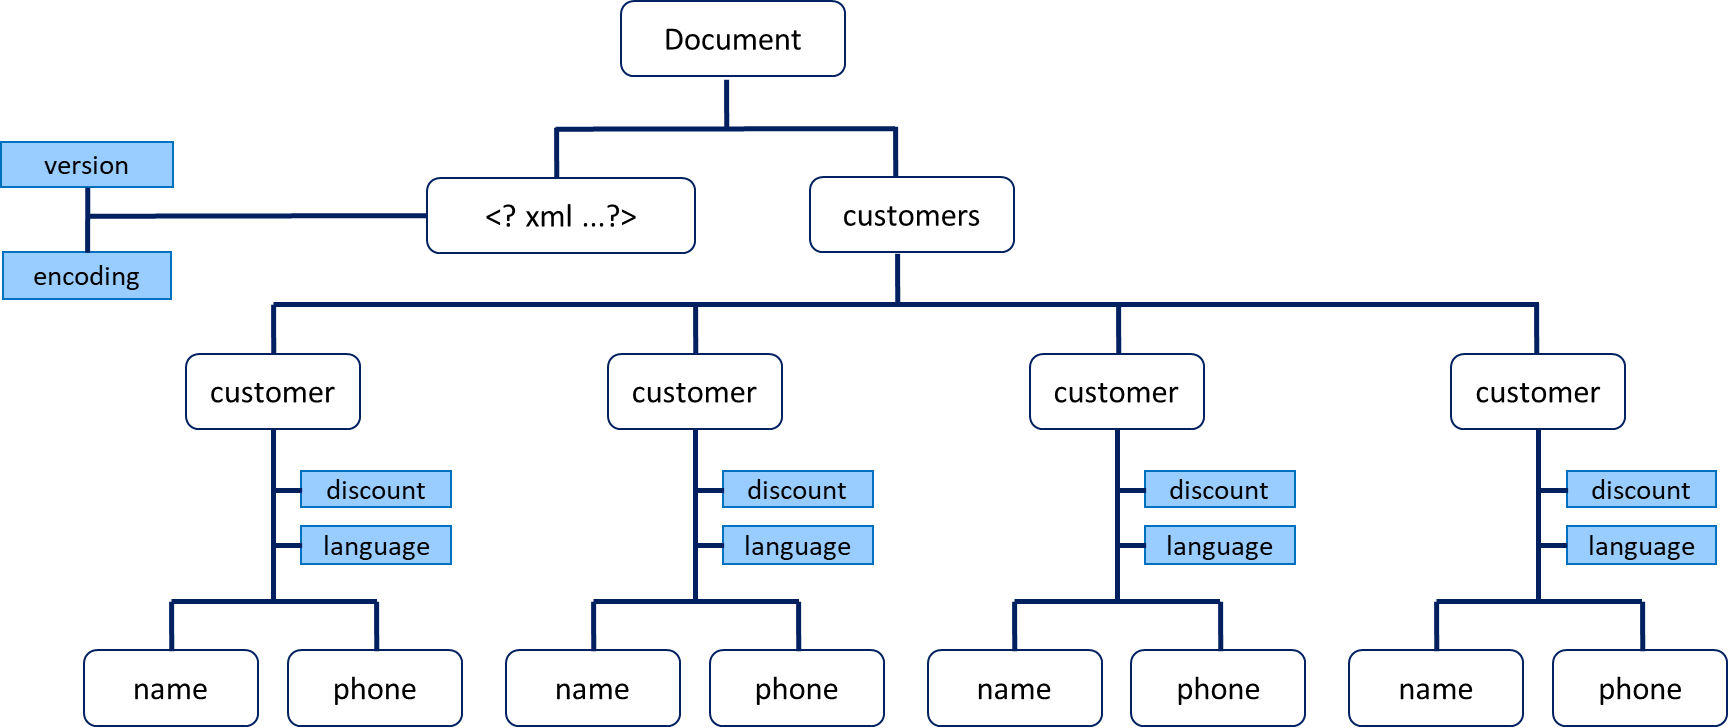 Document
version
<? xml ...?>
customers
encoding
customer
customer
customer
customer
discount
discount
discount
discount
language
language
language
language
name
phone
name
phone
name
phone
name
phone